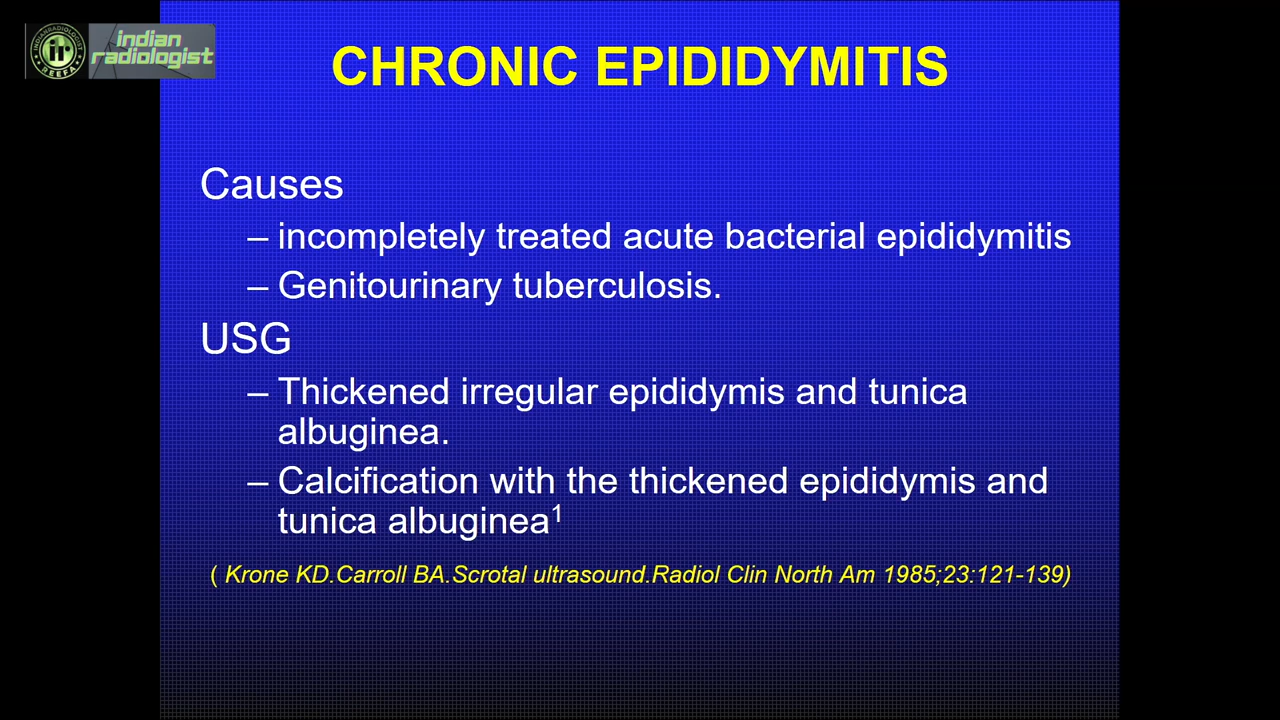 indian
radiologist
CHRONIC EPIDIDYMITIS
Causes
– incompletely treated acute bacterial epididymitis
– Genitourinary tuberculosis.
USG
– Thickened irregular epididymis and tunica
albuginea.
– Calcification with the thickened epididymis and
tunica albuginea1
( Krone KD.Carroll BA.Scrotal ultrasound.Radiol Clin North Am 1985;23:121-139)